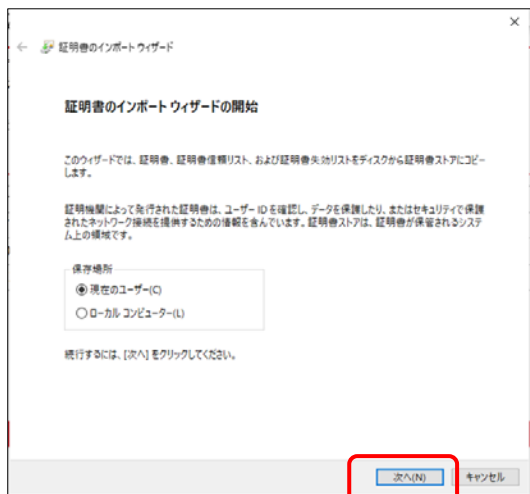 証明書のインポート ウィザード
証明書のインポート ウィザードの開始
このウィザードでは、証明書、証明書信頼リスト、および証明書失効リストをディスクから証明書ストアにコピー
します。
証明機関によって発行された証明書は、ユーザー ID を確認し、データを保護したり、またはセキュリティで保護
されたネットワーク接続を提供するための情報を含んでいます。証明書ストアは、証明書が保管されるシステ
ム上の領域です。
保存場所
現在のユーザー(C)
ローカル コンピューター(L)
続行するには、[次へ] をクリックしてください。
次へ(N)
キャンセル